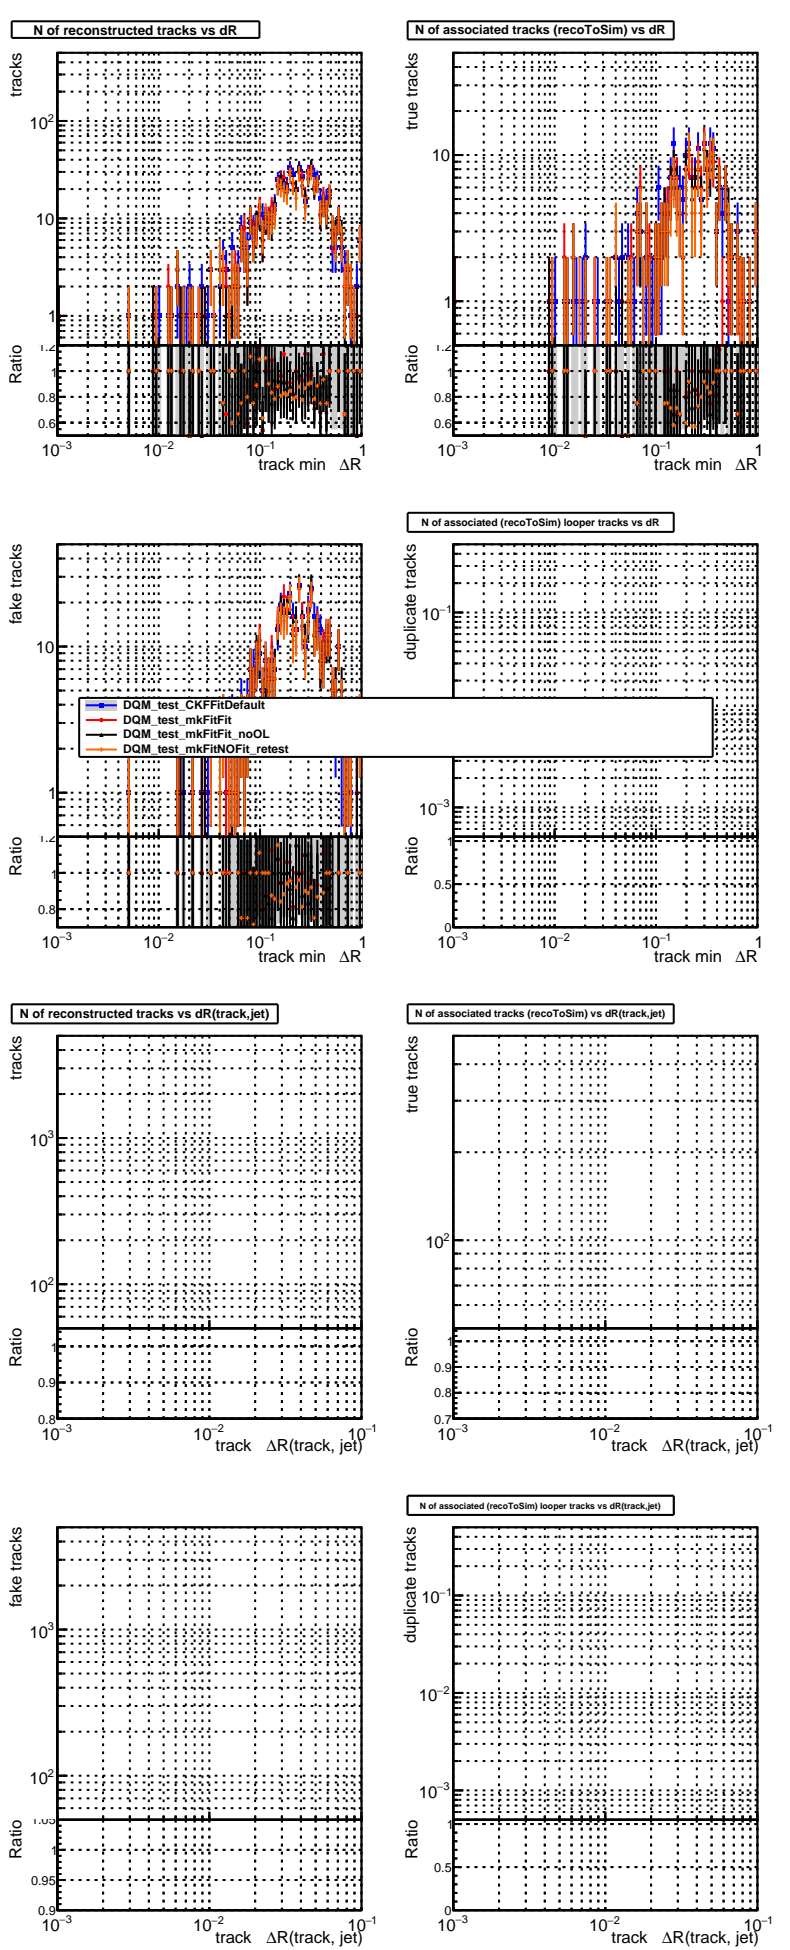 N of reconstructed tracks vs dR
tracks
10²
10
1
Ratio
1.2
1
0.8
0.6
10⁻³
10⁻²
10⁻¹
1
track min ΔR
N of associated tracks (recoToSim) vs dR
true tracks
10
1
Ratio
1.2
1
0.8
0.6
10⁻³
10⁻²
10⁻¹
1
track min ΔR
fake tracks
10
1
Ratio
1.2
1
0.8
10⁻³
10⁻²
10⁻¹
1
track min ΔR
N of associated (recoToSim) looper tracks vs dR
duplicate tracks
10⁻¹
10⁻³
Ratio
1
0.5
0
10⁻³
10⁻²
10⁻¹
1
track min ΔR
DQM_test_CKFFitDefault
DQM_test_mkFitFit
DQM_test_mkFitFit_noOL
DQM_test_mkFitNOFit_retest
N of reconstructed tracks vs dR(track,jet)
tracks
10³
10²
Ratio
1
0.9
0.8
10⁻³
10⁻²
10⁻¹
track ΔR(track, jet)
N of associated tracks (recoToSim) vs dR(track,jet)
true tracks
10²
Ratio
1
0.9
0.8
0.7
10⁻³
10⁻²
10⁻¹
track ΔR(track, jet)
fake tracks
10³
10²
Ratio
1.05
1
0.95
0.9
10⁻³
10⁻²
10⁻¹
track ΔR(track, jet)
N of associated (recoToSim) looper tracks vs dR(track,jet)
duplicate tracks
10⁻¹
10⁻²
10⁻³
Ratio
1
0.5
0
10⁻³
10⁻²
10⁻¹
track ΔR(track, jet)